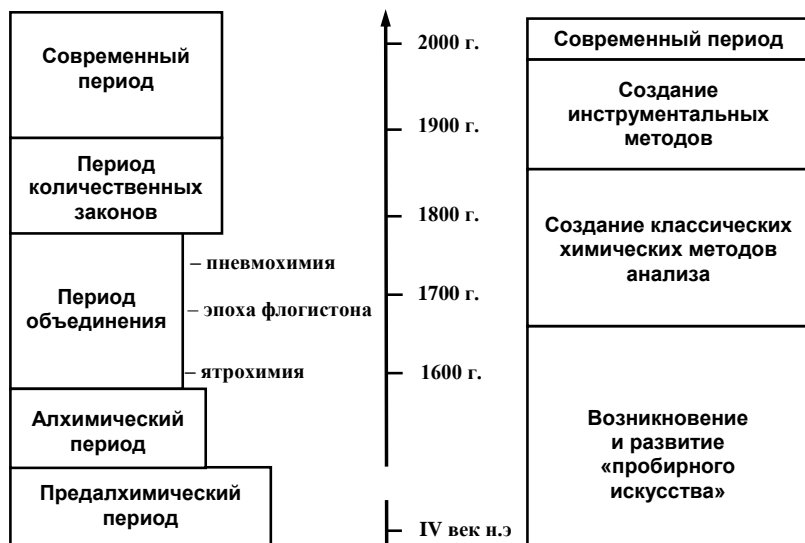 Современный
период
Период
количественных
законов
– пневмохимия
Период
объединения
– эпоха флогистона
– ятрохимия
Алхимический
период
Предалхимический
период
2000 г.
1900 г.
1800 г.
1700 г.
1600 г.
IV век н.э
Современный период
Создание
инструментальных
методов
Создание классических
химических методов
анализа
Возникновение
и развитие
«пробирного
искусства»